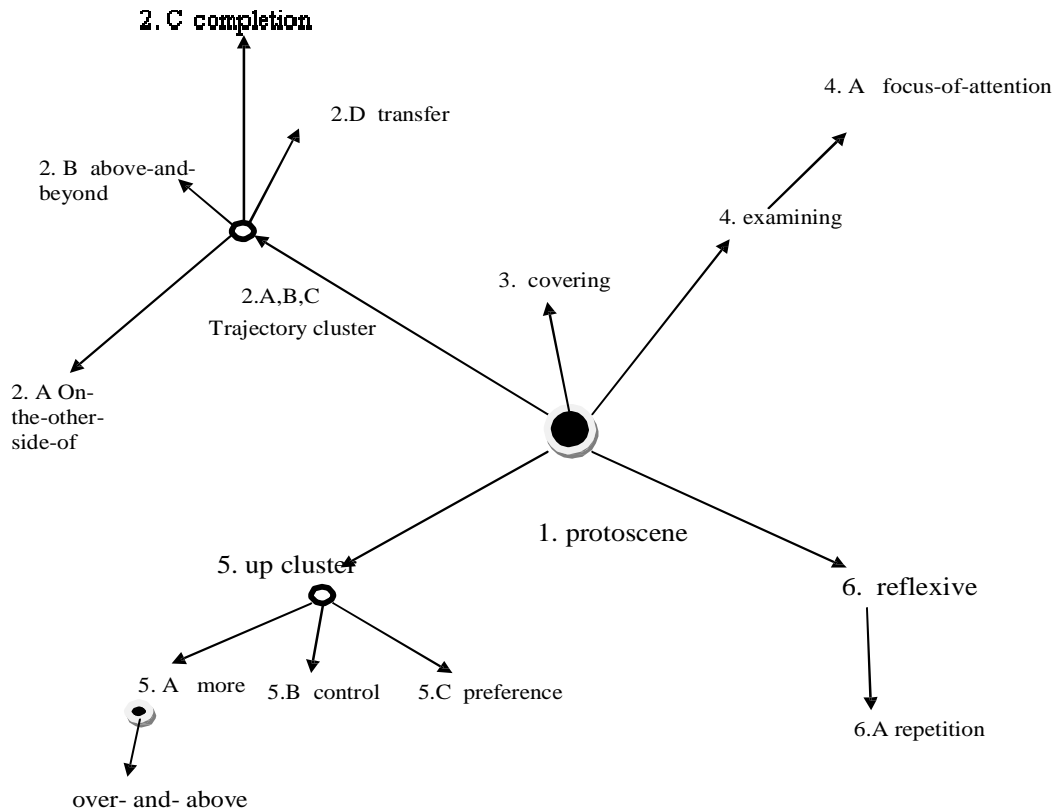 2. C completion
4. A focus-of-attention
2.D transfer
2. B above-and-
beyond
4. examining
3. covering
2.A,B,C
Trajectory cluster
2. A On-
the-other-
side-of
1. protoscene
5. up cluster
6. reflexive
5. A more
5.B control
5.C preference
6.A repetition
over- and- above